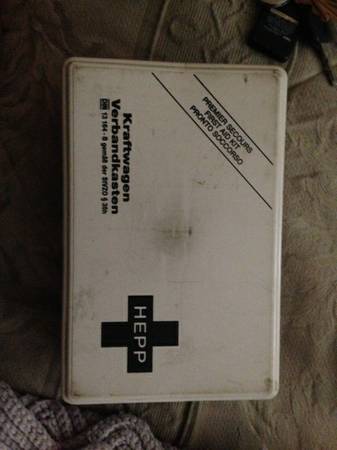 Kraftwagen
Verbandkasten
DIN 13 164 - B gemäß der StVZO § 35h
PREMIER SECOURS
FIRST AID KIT
PRONTO SOCCORSO
HEPP